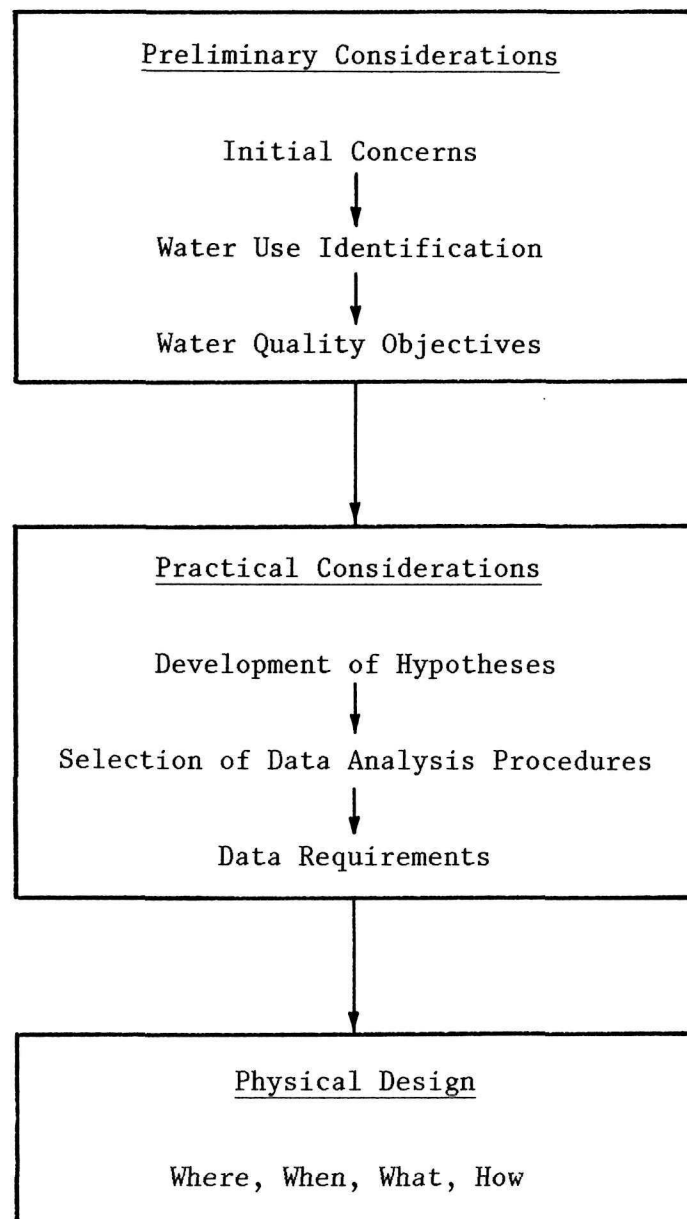 Preliminary Considerations
Initial Concerns
Water Use Identification
Water Quality Objectives
Practical Considerations
Development of Hypotheses
Selection of Data Analysis Procedures
Data Requirements
Physical Design
Where, When, What, How